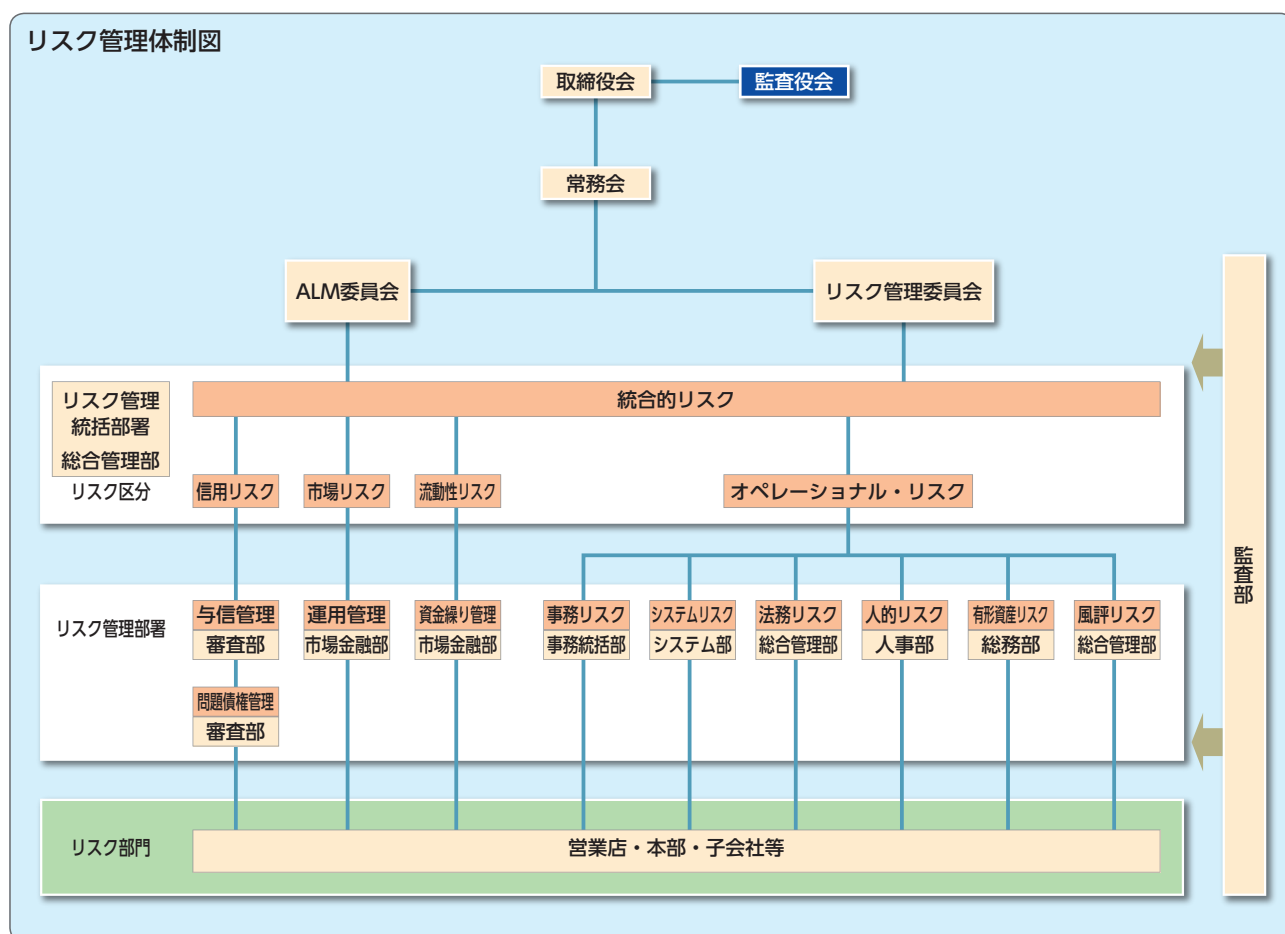 リスク管理体制図
取締役会
監査役会
常務会
ALM委員会
リスク管理委員会
リスク管理
統括部署
総合管理部
統合的リスク
リスク区分
信用リスク
市場リスク
流動性リスク
オペレーショナル・リスク
リスク管理部署
与信管理
審査部
運用管理
市場金融部
資金繰り管理
市場金融部
事務リスク
事務統括部
システムリスク
システム部
法務リスク
総合管理部
人的リスク
人事部
有形資産リスク
総務部
風評リスク
総合管理部
問題債権管理
審査部
リスク部門
営業店・本部・子会社等
監査部